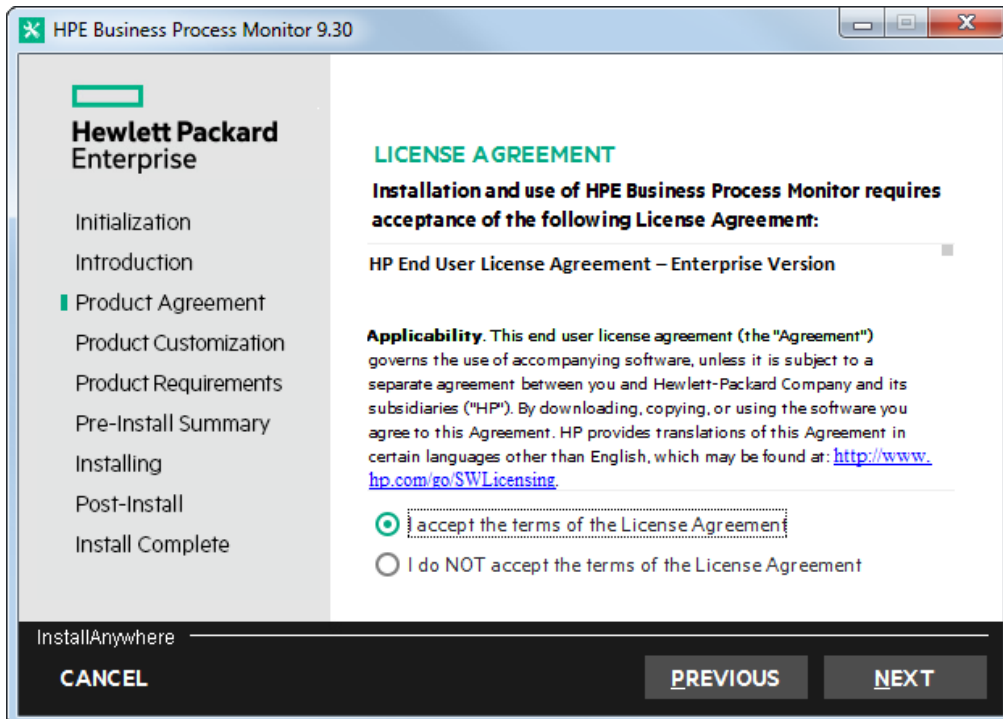 HPE Business Process Monitor 9.30
Hewlett Packard
Enterprise
Initialization
Introduction
Product Agreement
Product Customization
Product Requirements
Pre-Install Summary
Installing
Post-Install
Install Complete
LICENSE AGREEMENT
Installation and use of HPE Business Process Monitor requires
acceptance of the following License Agreement:
HP End User License Agreement – Enterprise Version
Applicability. This end user license agreement (the "Agreement")
governs the use of accompanying software, unless it is subject to a
separate agreement between you and Hewlett-Packard Company and its
subsidiaries ("HP"). By downloading, copying, or using the software you
agree to this Agreement. HP provides translations of this Agreement in
certain languages other than English, which may be found at: http://www.
hp.com/go/SWLicensing.
I accept the terms of the License Agreement
I do NOT accept the terms of the License Agreement
InstallAnywhere
CANCEL
PREVIOUS
NEXT